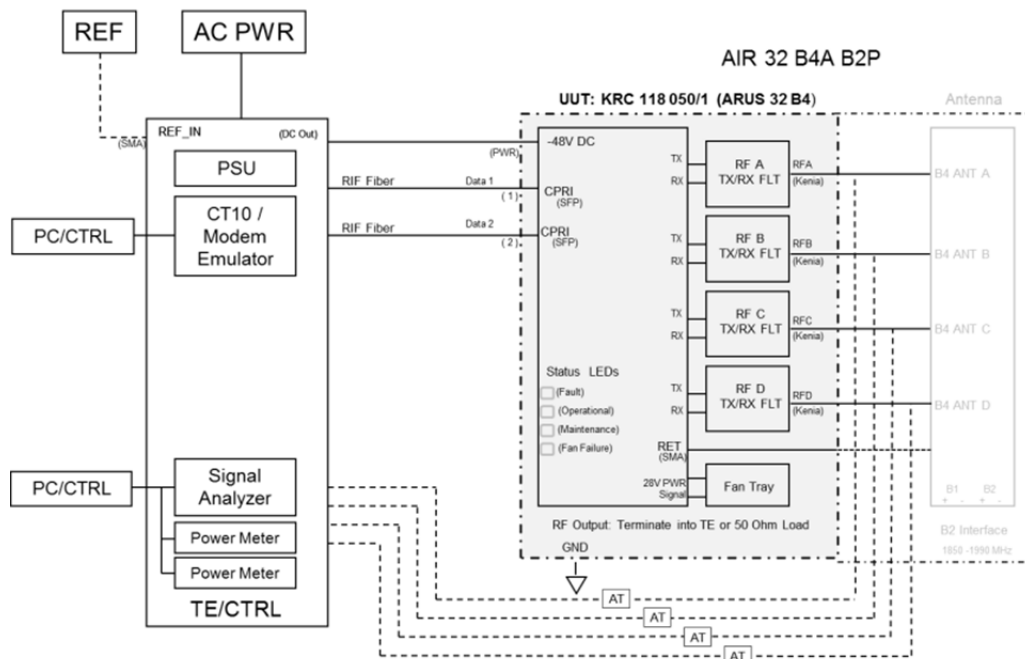 REF
AC PWR
AIR 32 B4A B2P
UUT: KRC 118 050/1 (ARUS 32 B4)
Antenna
REF_IN
(DC Out)
(SMA)
PSU
CT10 /
Modem
Emulator
PC/CTRL
(PWR)
RIF Fiber
Data 1
(1)
RIF Fiber
Data 2
(2)
-48V DC
CPRI
(SFP)
CPRI
(SFP)
TX
RX
RF A
TX/RX FLT
RFA
(Kenia)
B4 ANT A
TX
RX
RF B
TX/RX FLT
RFB
(Kenia)
B4 ANT B
TX
RX
RF C
TX/RX FLT
RFC
(Kenia)
B4 ANT C
TX
RX
RF D
TX/RX FLT
RFD
(Kenia)
B4 ANT D
Status LEDs
(Fault)
(Operational)
(Maintenance)
(Fan Failure)
RET
(SMA)
28V PWR
Signal
Fan Tray
RF Output: Terminate into TE or 50 Ohm Load
GND
B1 B2
+ - + -
B2 Interface
1850 -1990 MHz
PC/CTRL
Signal
Analyzer
Power Meter
Power Meter
TE/CTRL
AT
AT
AT
AT